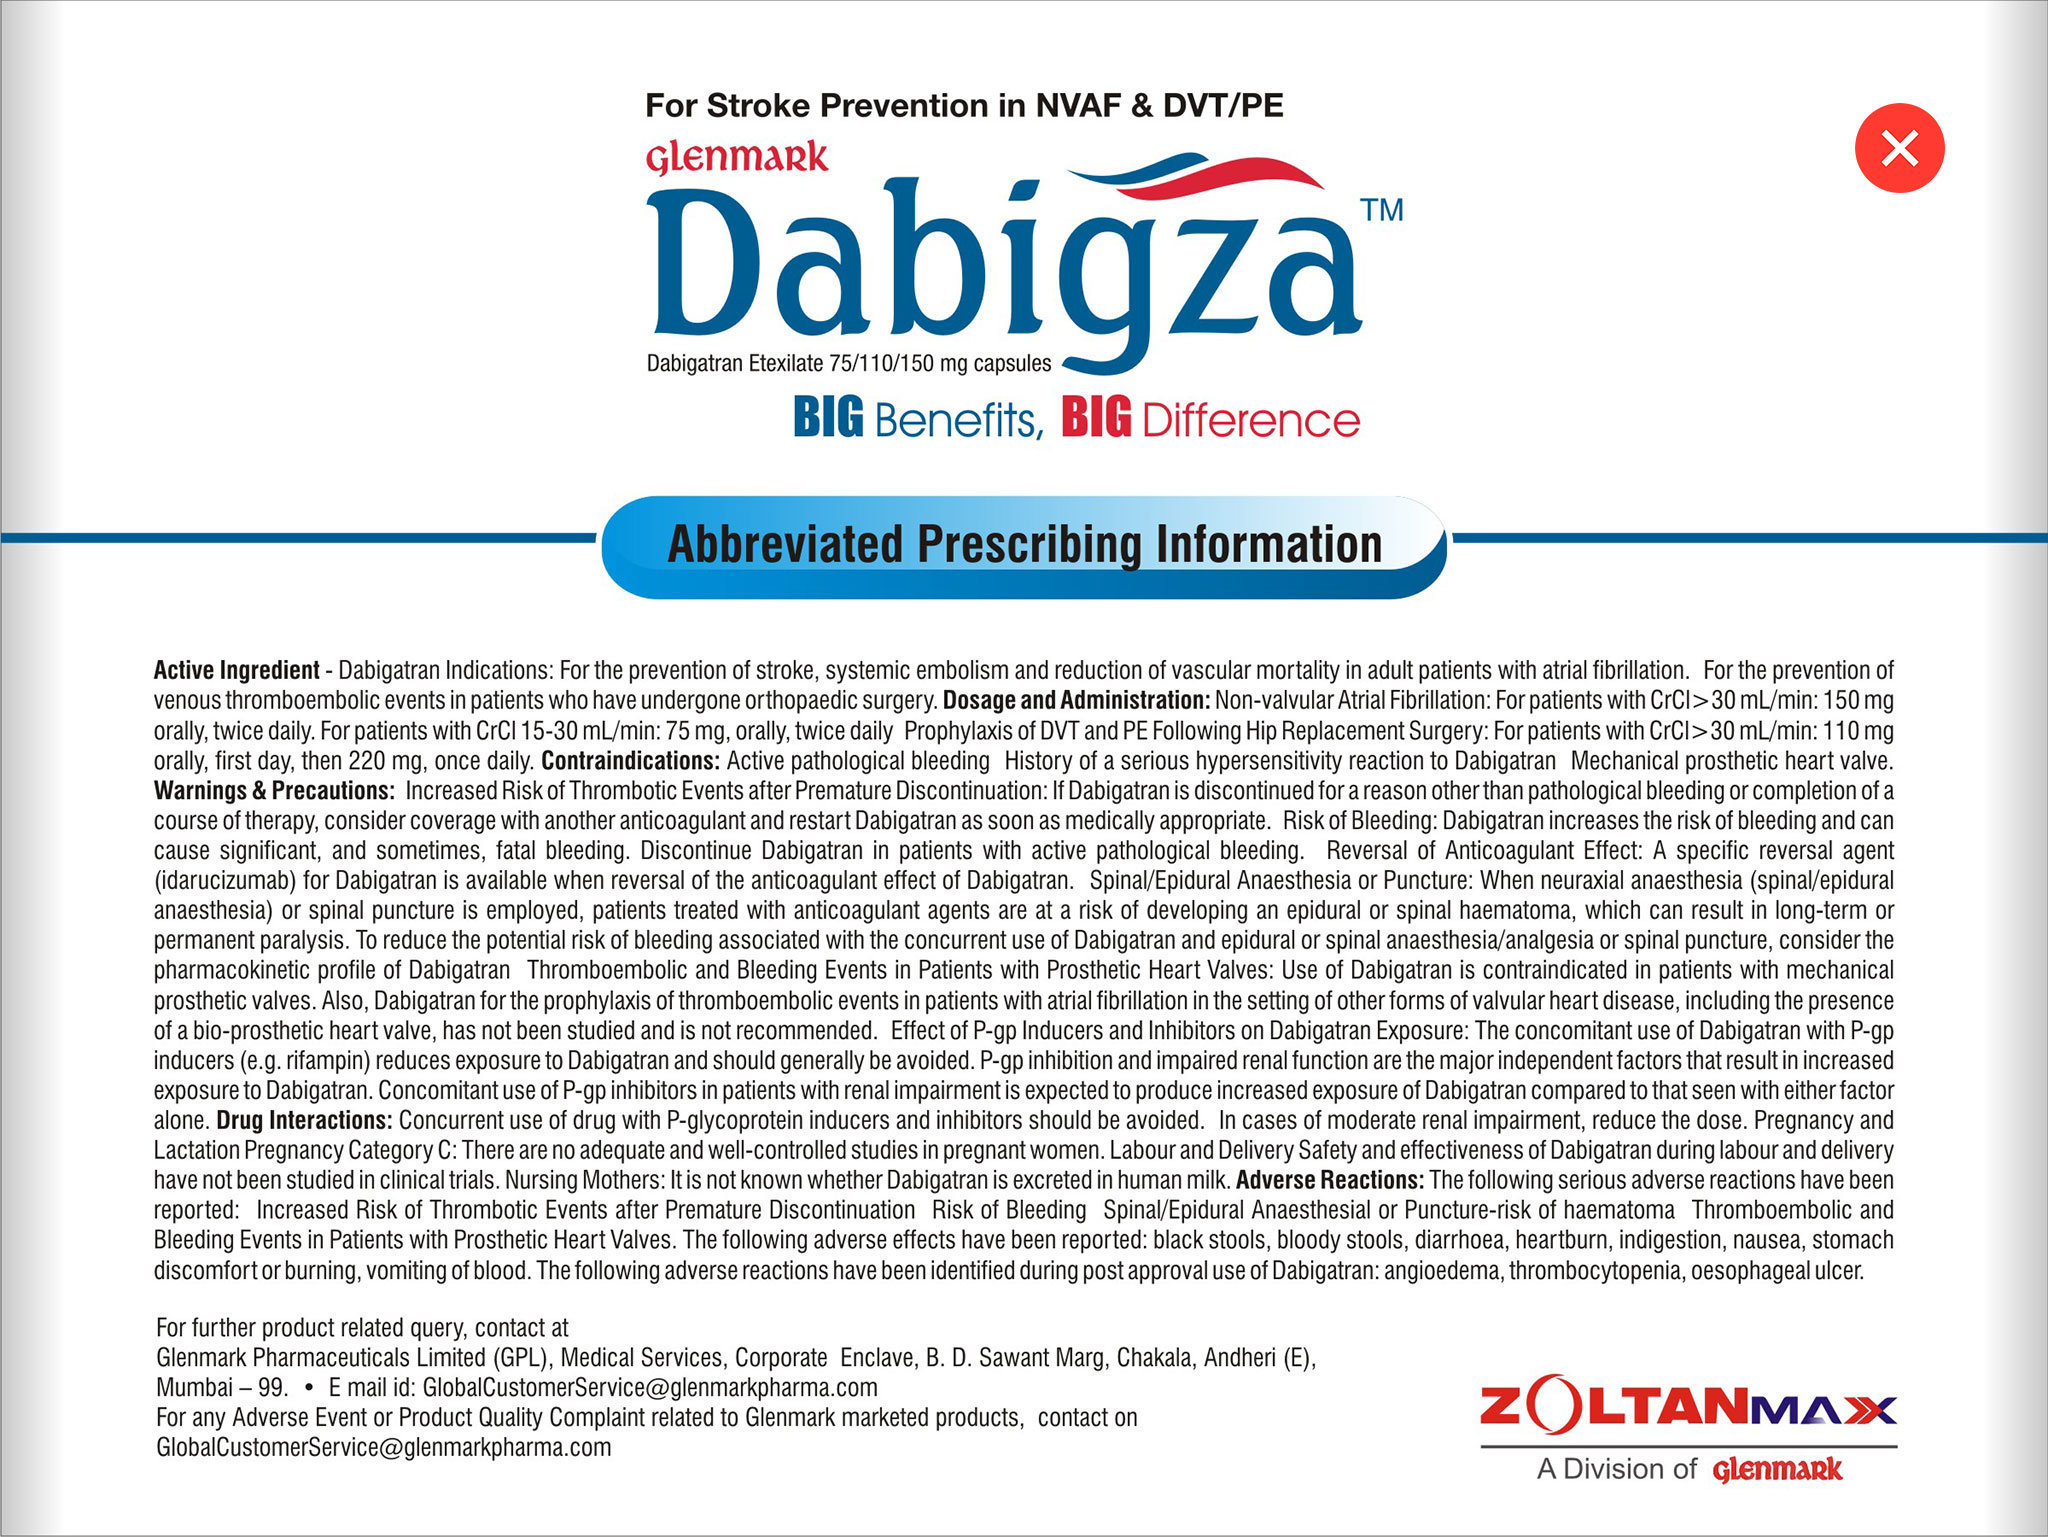 For Stroke Prevention in NVAF & DVT/PE
glenmark
Dabigza™
Dabigatran Etexilate 75/110/150 mg capsules
BIG Benefits, BIG Difference
Abbreviated Prescribing Information
Active Ingredient - Dabigatran Indications: For the prevention of stroke, systemic embolism and reduction of vascular mortality in adult patients with atrial fibrillation. For the prevention of
venous thromboembolic events in patients who have undergone orthopaedic surgery. Dosage and Administration: Non-valvular Atrial Fibrillation: For patients with CrCl > 30 mL/min: 150 mg
orally, twice daily. For patients with CrCl 15-30 mL/min: 75 mg, orally, twice daily Prophylaxis of DVT and PE Following Hip Replacement Surgery: For patients with CrCl > 30 mL/min: 110 mg
orally, first day, then 220 mg, once daily. Contraindications: Active pathological bleeding History of a serious hypersensitivity reaction to Dabigatran Mechanical prosthetic heart valve.
Warnings & Precautions: Increased Risk of Thrombotic Events after Premature Discontinuation: If Dabigatran is discontinued for a reason other than pathological bleeding or completion of a
course of therapy, consider coverage with another anticoagulant and restart Dabigatran as soon as medically appropriate. Risk of Bleeding: Dabigatran increases the risk of bleeding and can
cause significant, and sometimes, fatal bleeding. Discontinue Dabigatran in patients with active pathological bleeding. Reversal of Anticoagulant Effect: A specific reversal agent
(idarucizumab) for Dabigatran is available when reversal of the anticoagulant effect of Dabigatran. Spinal/Epidural Anaesthesia or Puncture: When neuraxial anaesthesia (spinal/epidural
anaesthesia) or spinal puncture is employed, patients treated with anticoagulant agents are at a risk of developing an epidural or spinal haematoma, which can result in long-term or
permanent paralysis. To reduce the potential risk of bleeding associated with the concurrent use of Dabigatran and epidural or spinal anaesthesia/analgesia or spinal puncture, consider the
pharmacokinetic profile of Dabigatran Thromboembolic and Bleeding Events in Patients with Prosthetic Heart Valves: Use of Dabigatran is contraindicated in patients with mechanical
prosthetic valves. Also, Dabigatran for the prophylaxis of thromboembolic events in patients with atrial fibrillation in the setting of other forms of valvular heart disease, including the presence
of a bio-prosthetic heart valve, has not been studied and is not recommended. Effect of P-gp Inducers and Inhibitors on Dabigatran Exposure: The concomitant use of Dabigatran with P-gp
inducers (e.g. rifampin) reduces exposure to Dabigatran and should generally be avoided. P-gp inhibition and impaired renal function are the major independent factors that result in increased
exposure to Dabigatran. Concomitant use of P-gp inhibitors in patients with renal impairment is expected to produce increased exposure of Dabigatran compared to that seen with either factor
alone. Drug Interactions: Concurrent use of drug with P-glycoprotein inducers and inhibitors should be avoided. In cases of moderate renal impairment, reduce the dose. Pregnancy and
Lactation Pregnancy Category C: There are no adequate and well-controlled studies in pregnant women. Labour and Delivery Safety and effectiveness of Dabigatran during labour and delivery
have not been studied in clinical trials. Nursing Mothers: It is not known whether Dabigatran is excreted in human milk. Adverse Reactions: The following serious adverse reactions have been
reported: Increased Risk of Thrombotic Events after Premature Discontinuation Risk of Bleeding Spinal/Epidural Anaesthesial or Puncture-risk of haematoma Thromboembolic and
Bleeding Events in Patients with Prosthetic Heart Valves. The following adverse effects have been reported: black stools, bloody stools, diarrhoea, heartburn, indigestion, nausea, stomach
discomfort or burning, vomiting of blood. The following adverse reactions have been identified during post approval use of Dabigatran: angioedema, thrombocytopenia, oesophageal ulcer.
For further product related query, contact at
Glenmark Pharmaceuticals Limited (GPL), Medical Services, Corporate Enclave, B. D. Sawant Marg, Chakala, Andheri (E),
Mumbai – 99. • E mail id: GlobalCustomerService@glenmarkpharma.com
For any Adverse Event or Product Quality Complaint related to Glenmark marketed products, contact on
GlobalCustomerService@glenmarkpharma.com
ZOLTANMAXX
A Division of glenmark